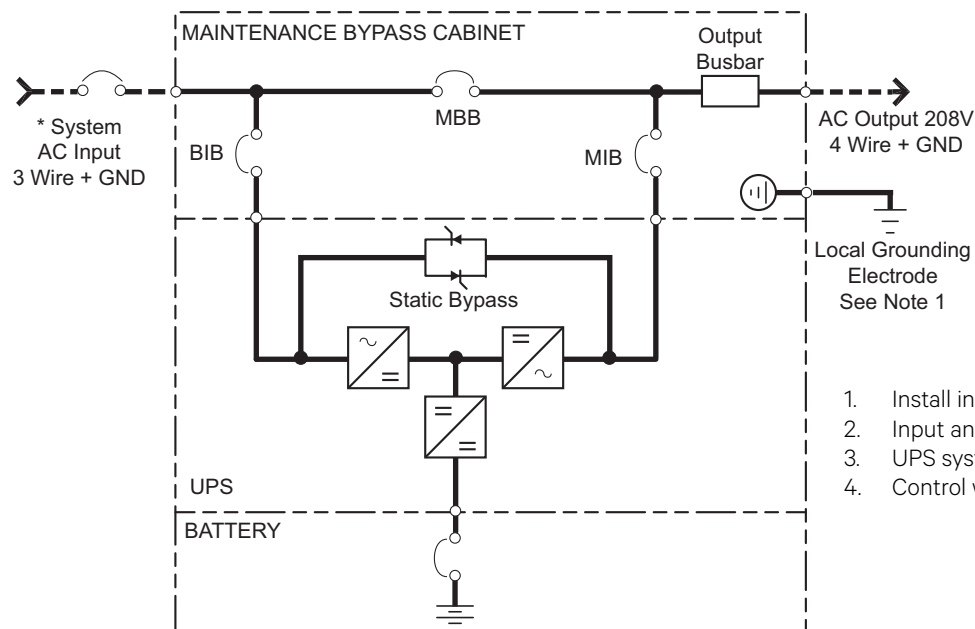 MAINTENANCE BYPASS CABINET
Output
Busbar
* System
AC Input
3 Wire + GND
MBB
BIB
MIB
AC Output 208V
4 Wire + GND
Local Grounding
Electrode
See Note 1
Static Bypass
UPS
BATTERY
1. Install in
2. Input an
3. UPS syst
4. Control